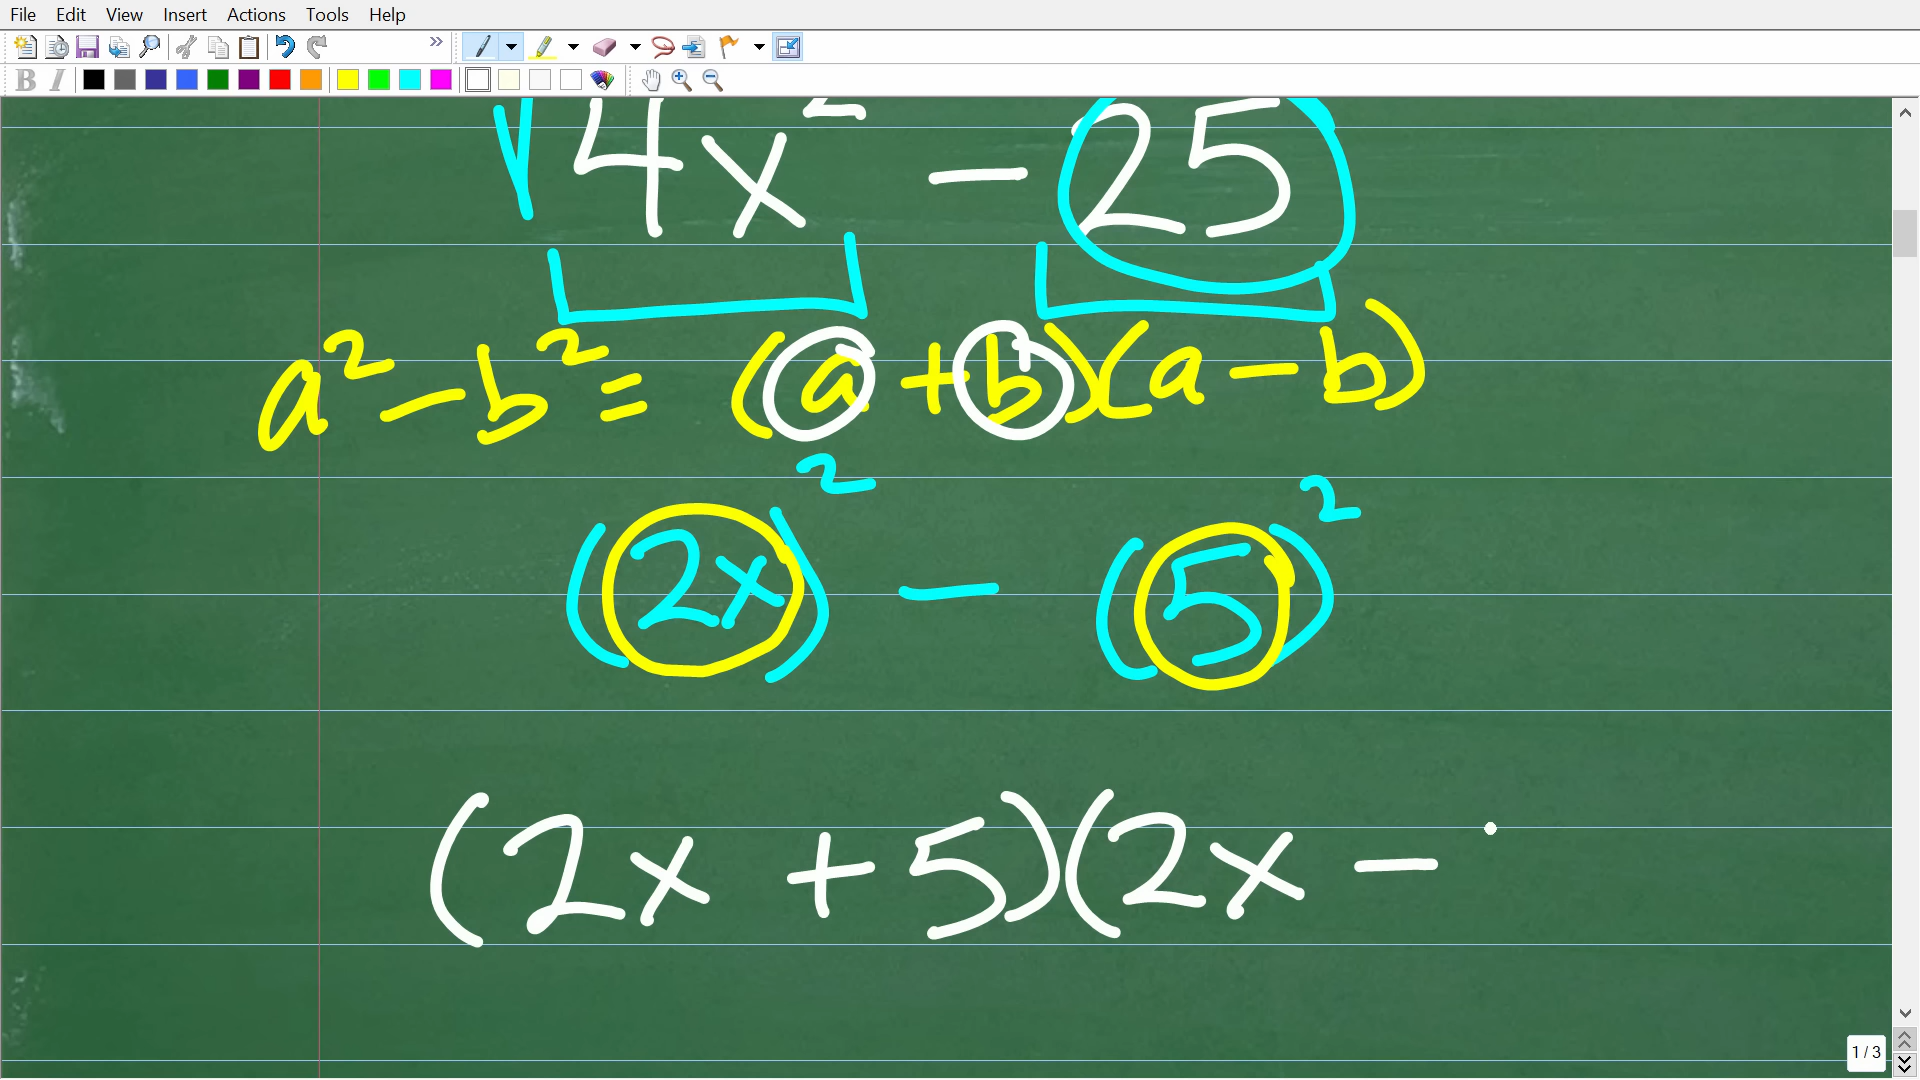 File Edit View Insert Actions Tools Help
B I
√4x² - 25
a² - b² = (a + b)(a - b)
(2x)² - (5)²
(2x + 5)(2x -
1 / 3